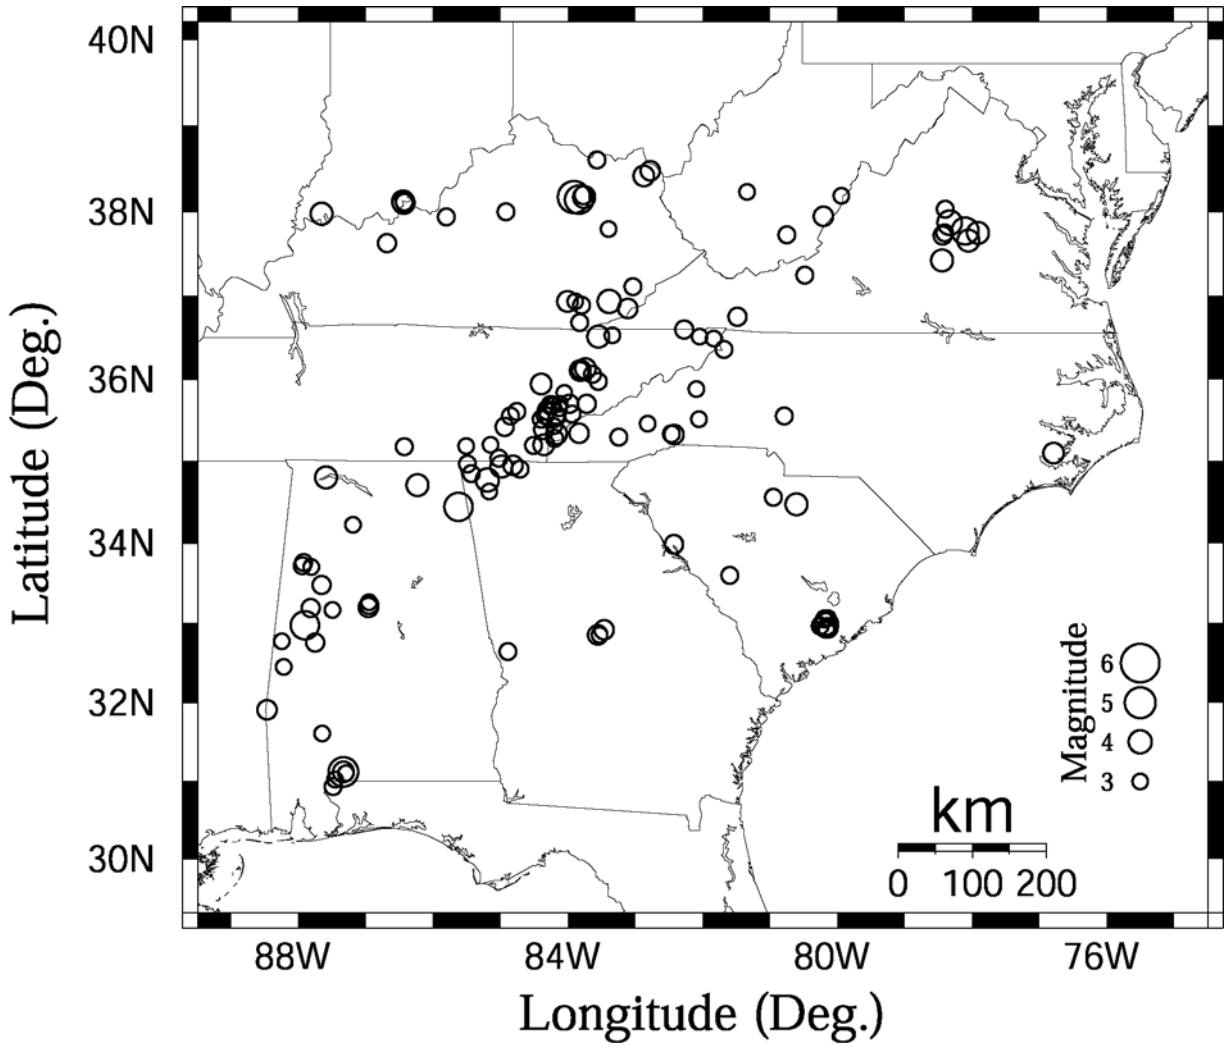 40N
38N
36N
34N
32N
30N
Latitude (Deg.)
88W 84W 80W 76W
Longitude (Deg.)
Magnitude
6
5
4
3
km
0 100 200